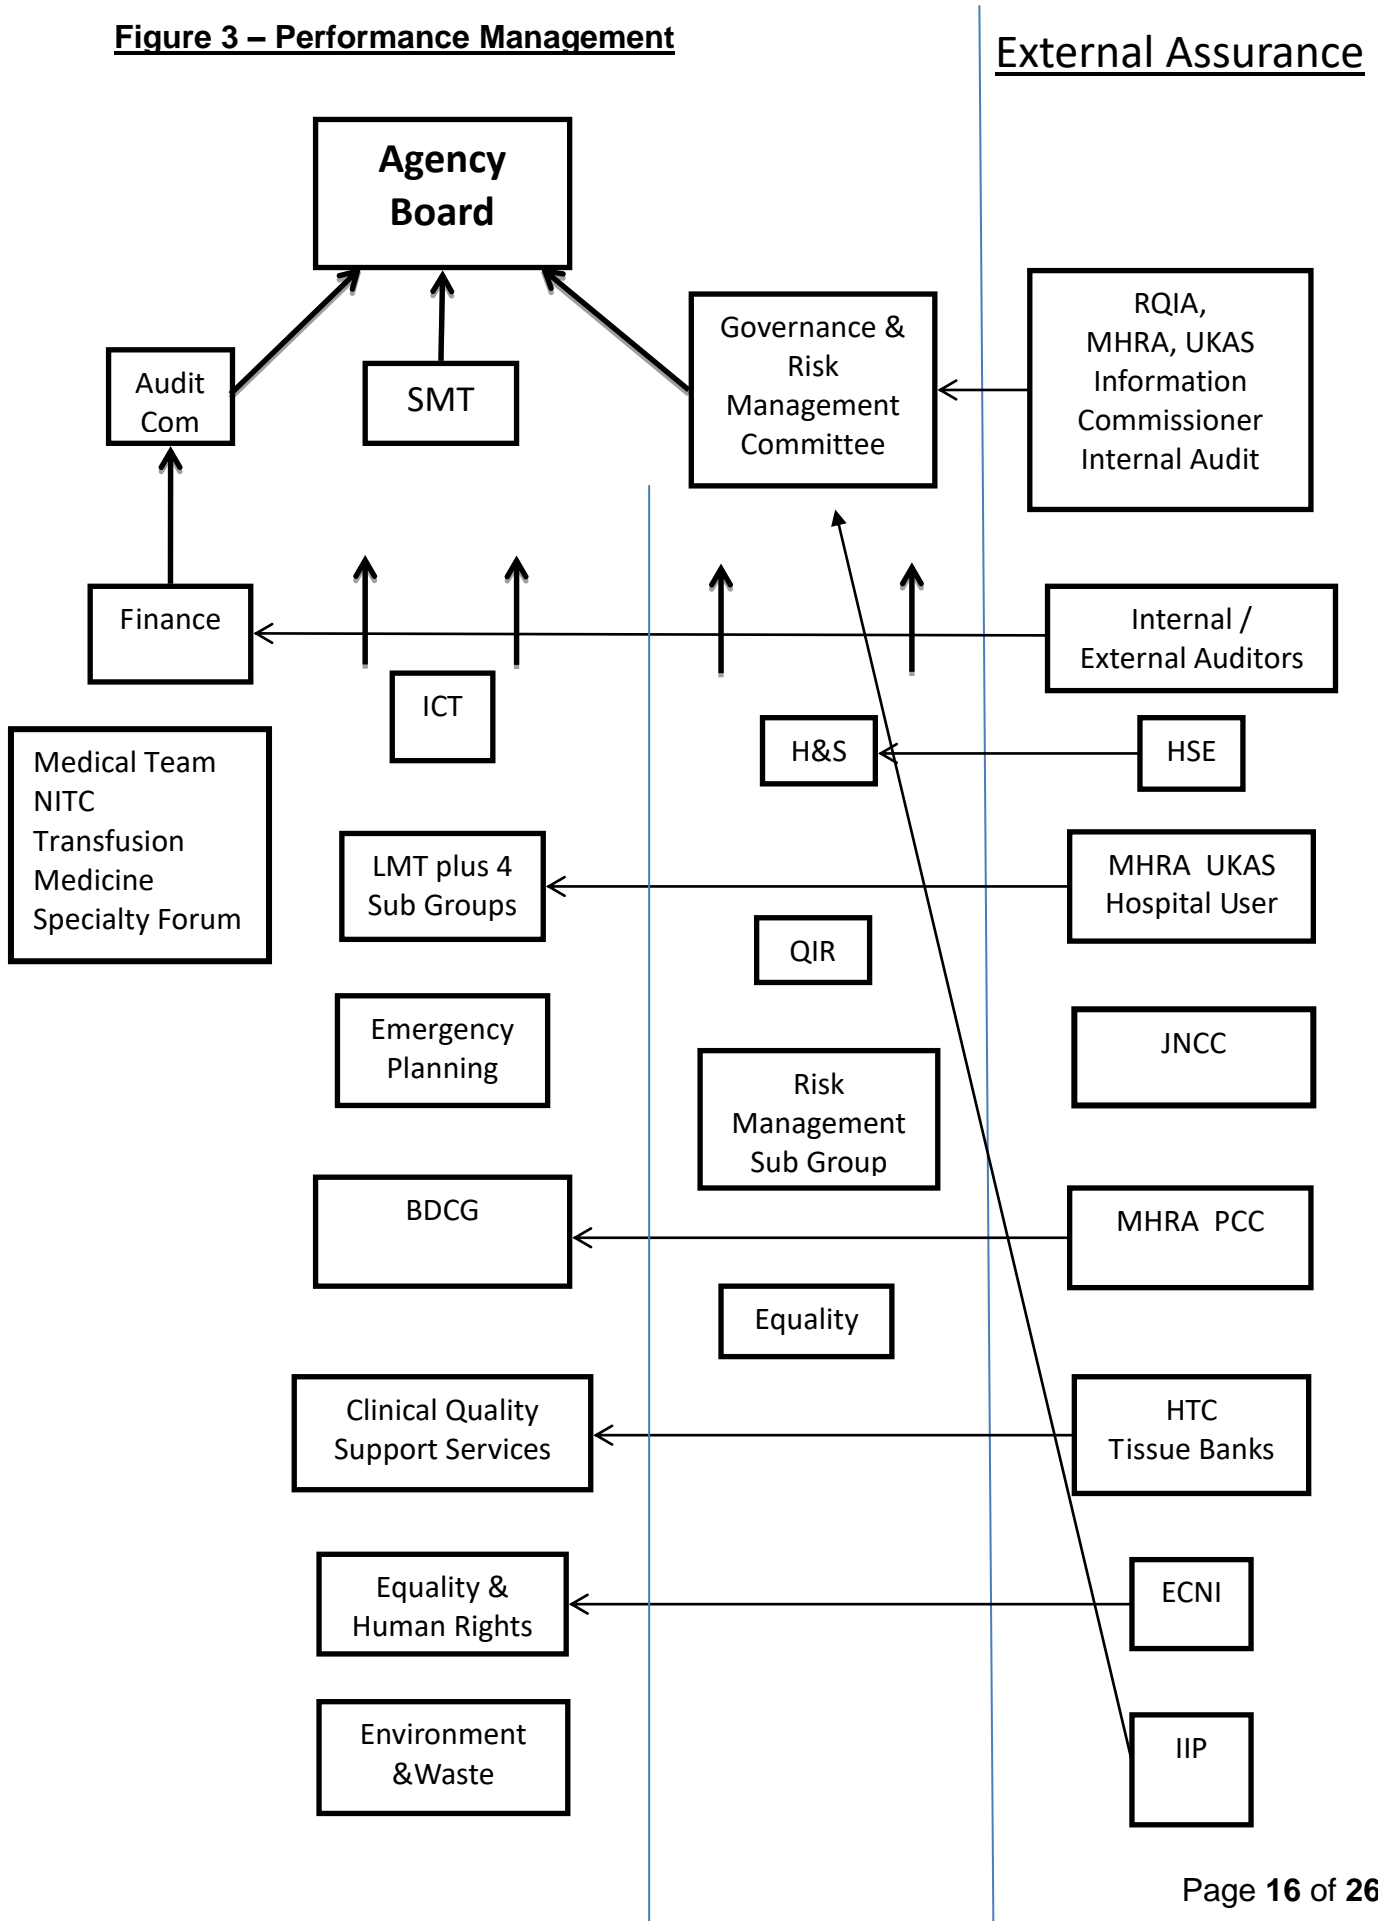 Figure 3 – Performance Management
External Assurance
Agency
Board
Audit
Com
SMT
Governance &
Risk
Management
Committee
RQIA,
MHRA, UKAS
Information
Commissioner
Internal Audit
Finance
Internal /
External Auditors
ICT
H&S
HSE
Medical Team
NITC
Transfusion
Medicine
Specialty Forum
LMT plus 4
Sub Groups
MHRA  UKAS
Hospital User
QIR
Emergency
Planning
JNCC
Risk
Management
Sub Group
BDCG
MHRA  PCC
Equality
Clinical Quality
Support Services
HTC
Tissue Banks
Equality &
Human Rights
ECNI
Environment
&Waste
IIP
Page 16 of 26